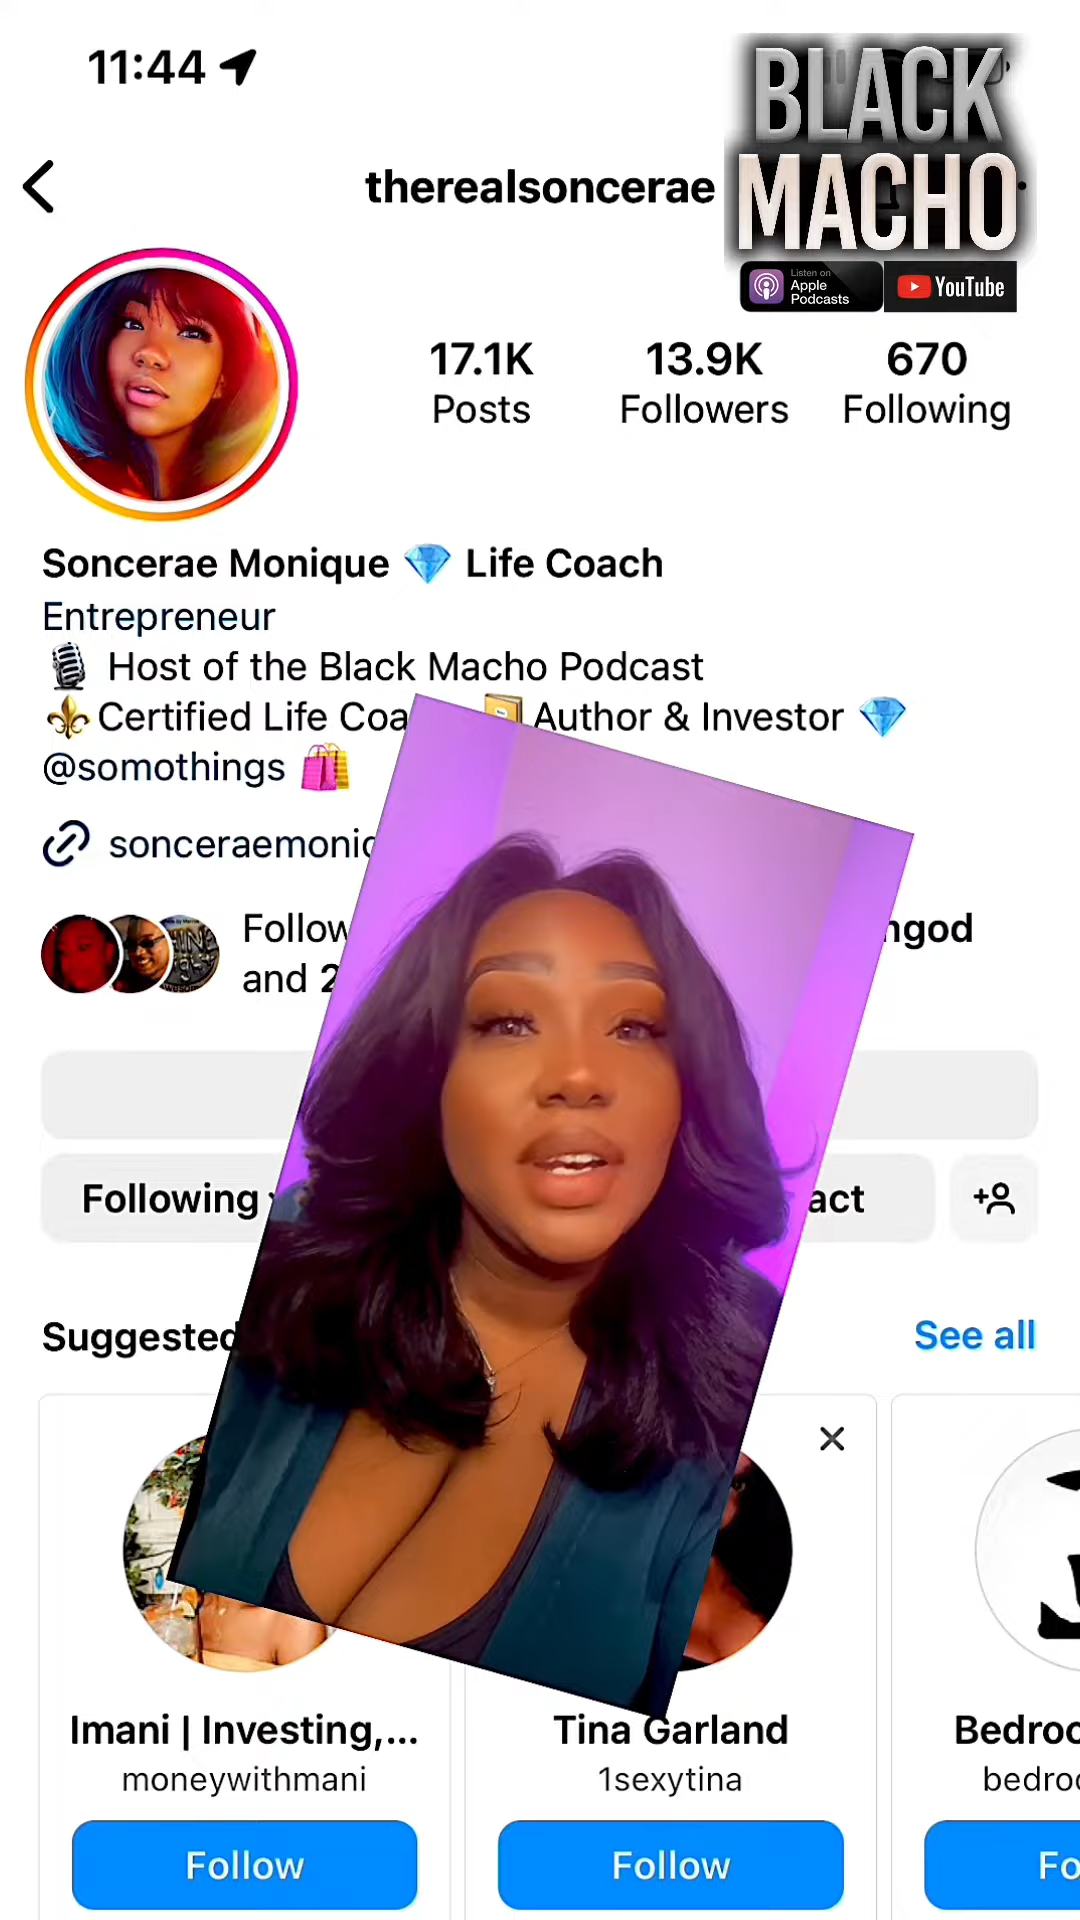 11:44
BLACK
MACHO
Listen on
Apple
Podcasts
YouTube
therealsoncerae
17.1K
Posts
13.9K
Followers
670
Following
Soncerae Monique 💎 Life Coach
Entrepreneur
🎙 Host of the Black Macho Podcast
⚜️Certified Life Coa Author & Investor 💎
@somothings 🛍
sonceraemoni
Follow ngod
and 2
Following act
Suggested See all
Imani | Investing,...
moneywithmani
Follow
Tina Garland
1sexytina
Follow
Bedroo
bedroo
Fo